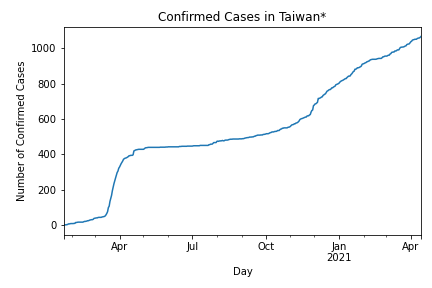 Confirmed Cases in Taiwan*
1000
800
600
400
200
0
Number of Confirmed Cases
Apr
Jul
Oct
Jan
2021
Apr
Day